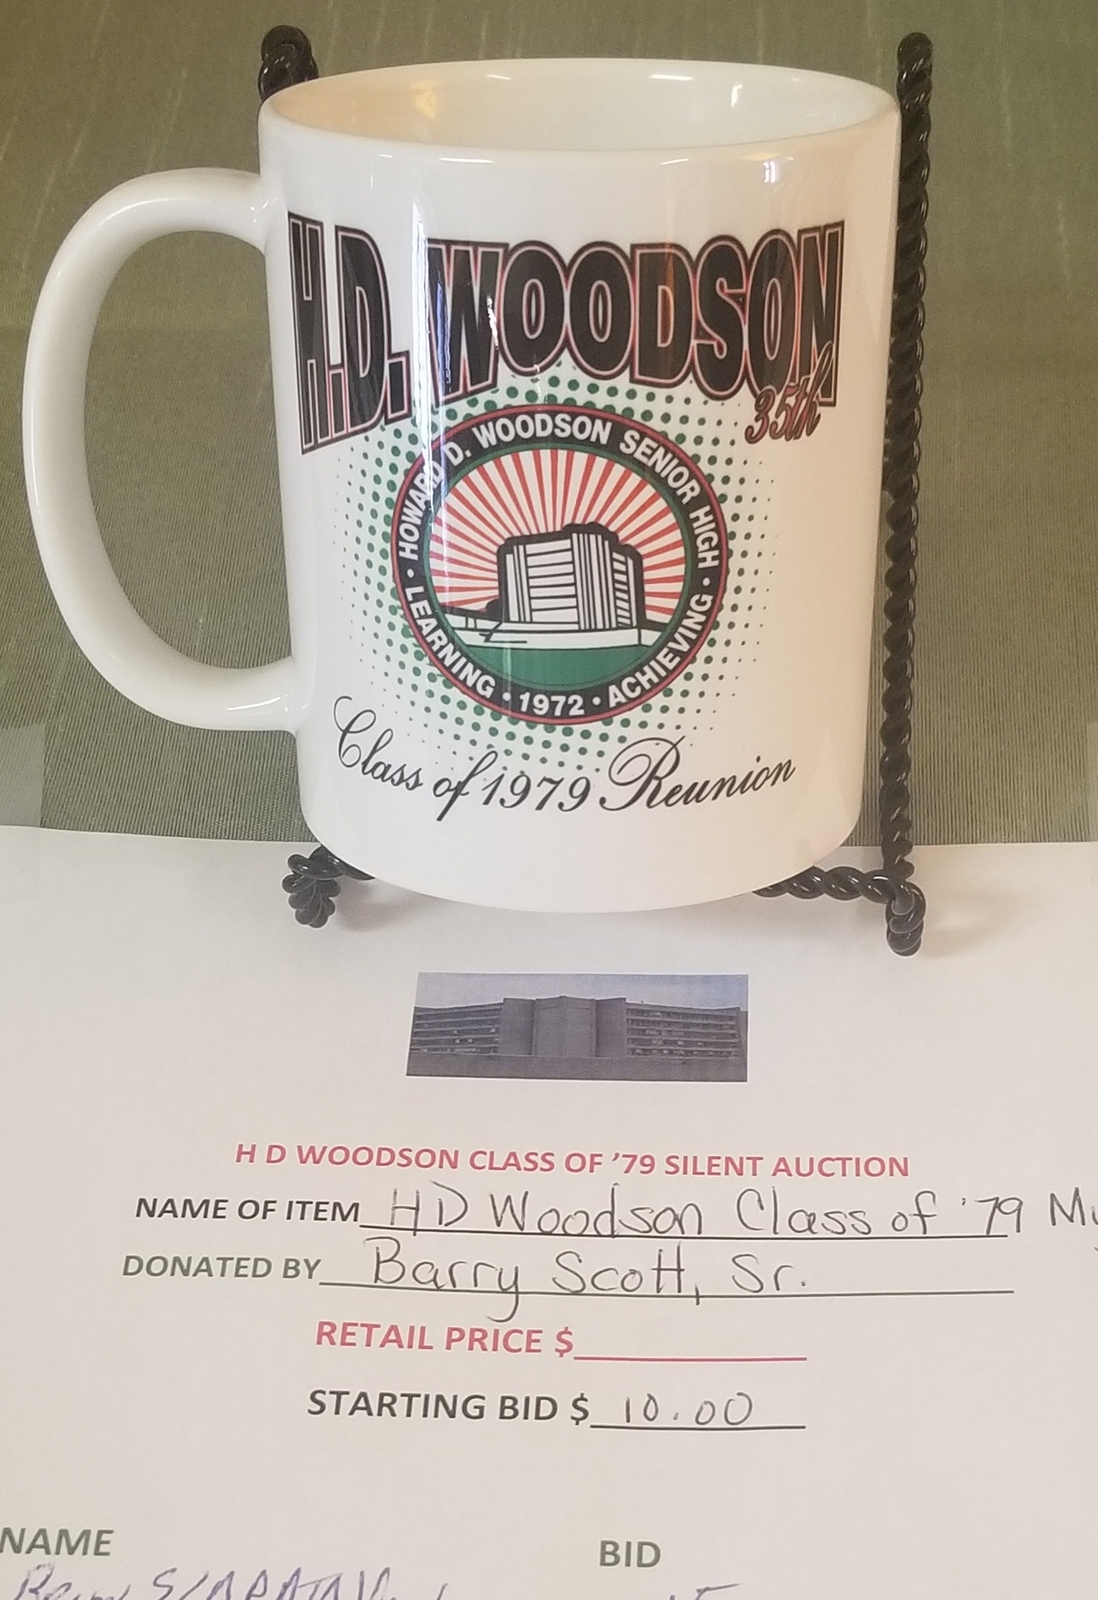 H.D. WOODSON
35th
HOWARD D. WOODSON SENIOR HIGH
• LEARNING • 1972 • ACHIEVING •
Class of 1979 Reunion
H D WOODSON CLASS OF '79 SILENT AUCTION
NAME OF ITEM HD Woodson Class of '79
DONATED BY Barry Scott, Sr.
RETAIL PRICE $
STARTING BID $ 10.00
NAME BID